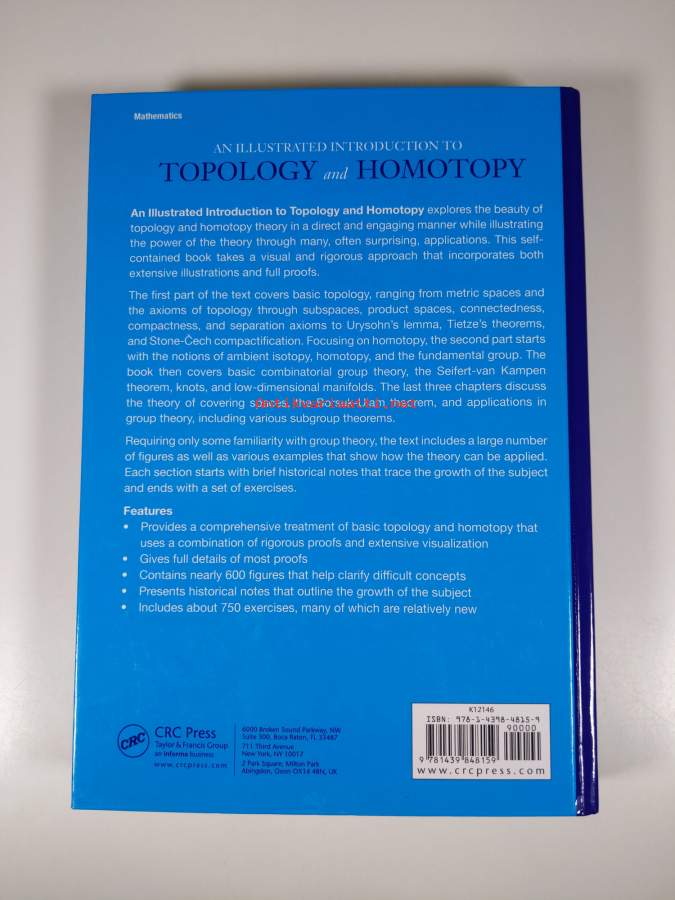 Mathematics
AN ILLUSTRATED INTRODUCTION TO
TOPOLOGY and HOMOTOPY
An Illustrated Introduction to Topology and Homotopy explores the beauty of
topology and homotopy theory in a direct and engaging manner while illustrating
the power of the theory through many, often surprising, applications. This self-
contained book takes a visual and rigorous approach that incorporates both
extensive illustrations and full proofs.
The first part of the text covers basic topology, ranging from metric spaces and
the axioms of topology through subspaces, product spaces, connectedness,
compactness, and separation axioms to Urysohn's lemma, Tietze's theorems,
and Stone-Čech compactification. Focusing on homotopy, the second part starts
with the notions of ambient isotopy, homotopy, and the fundamental group. The
book then covers basic combinatorial group theory, the Seifert-van Kampen
theorem, knots, and low-dimensional manifolds. The last three chapters discuss
the theory of covering spaces, the Borsuk-Ulam theorem, and applications in
group theory, including various subgroup theorems.
Requiring only some familiarity with group theory, the text includes a large number
of figures as well as various examples that show how the theory can be applied.
Each section starts with brief historical notes that trace the growth of the subject
and ends with a set of exercises.
Features
• Provides a comprehensive treatment of basic topology and homotopy that
uses a combination of rigorous proofs and extensive visualization
• Gives full details of most proofs
• Contains nearly 600 figures that help clarify difficult concepts
• Presents historical notes that outline the growth of the subject
• Includes about 750 exercises, many of which are relatively new
CRC
CRC Press
Taylor & Francis Group
an informa business
www.crcpress.com
6000 Broken Sound Parkway, NW
Suite 300, Boca Raton, FL 33487
711 Third Avenue
New York, NY 10017
2 Park Square, Milton Park
Abingdon, Oxon OX14 4RN, UK
K12146
ISBN: 978-1-4398-4815-9
90000
9 781439 848159
www.crcpress.com